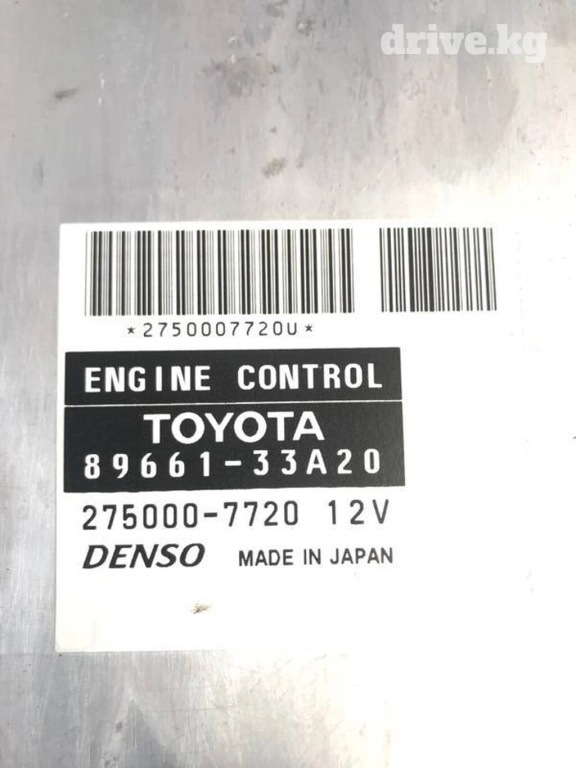 drive.kg
*2750007720U*
ENGINE CONTROL
TOYOTA
89661-33A20
275000-7720 12V
DENSO MADE IN JAPAN